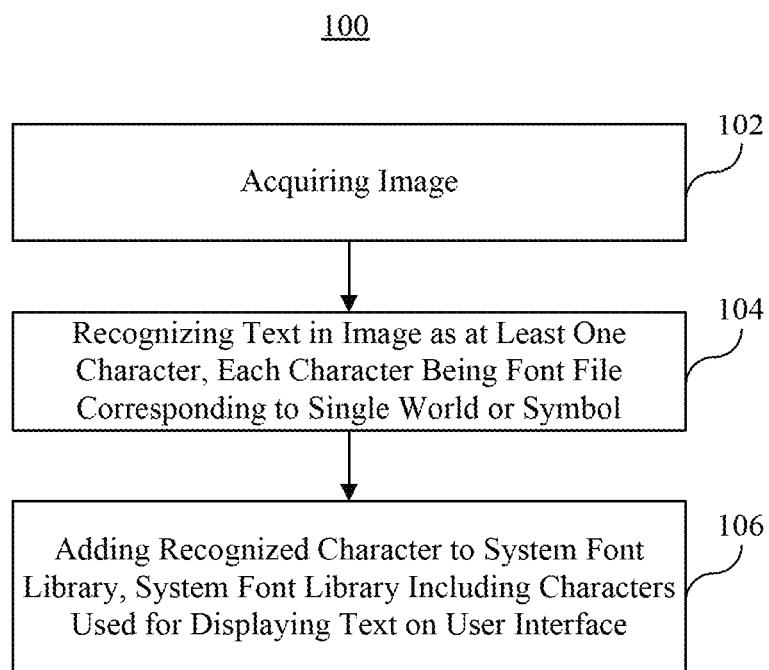 100
102
Acquiring Image
104
Recognizing Text in Image as at Least One
Character, Each Character Being Font File
Corresponding to Single World or Symbol
106
Adding Recognized Character to System Font
Library, System Font Library Including Characters
Used for Displaying Text on User Interface